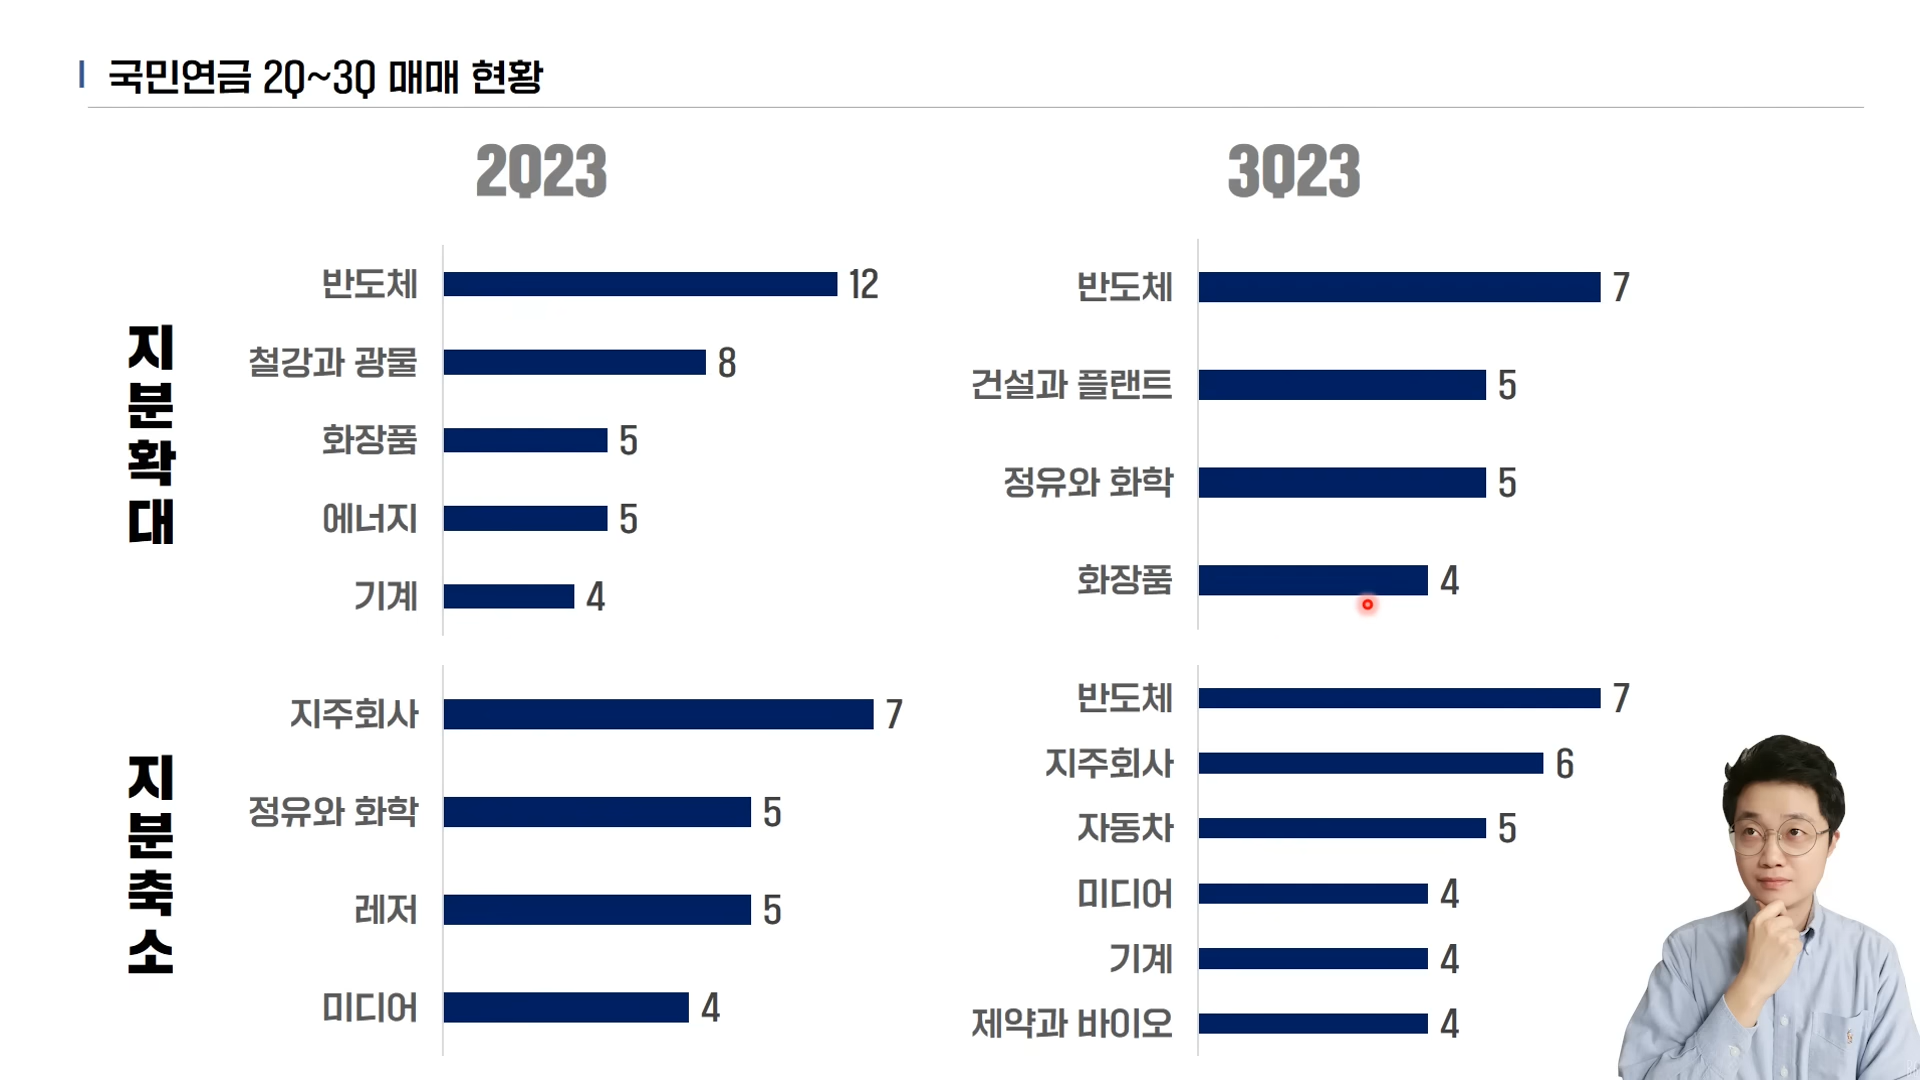 국민연금 2Q~3Q 매매 현황
2Q23
3Q23
지분확대
반도체 12
철강과 광물 8
화장품 5
에너지 5
기계 4
반도체 7
건설과 플랜트 5
정유와 화학 5
화장품 4
지분축소
지주회사 7
정유와 화학 5
레저 5
미디어 4
반도체 7
지주회사 6
자동차 5
미디어 4
기계 4
제약과 바이오 4